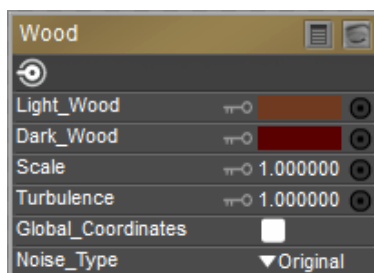 Wood
Light_Wood
Dark_Wood
Scale 1.000000
Turbulence 1.000000
Global_Coordinates
Noise_Type Original